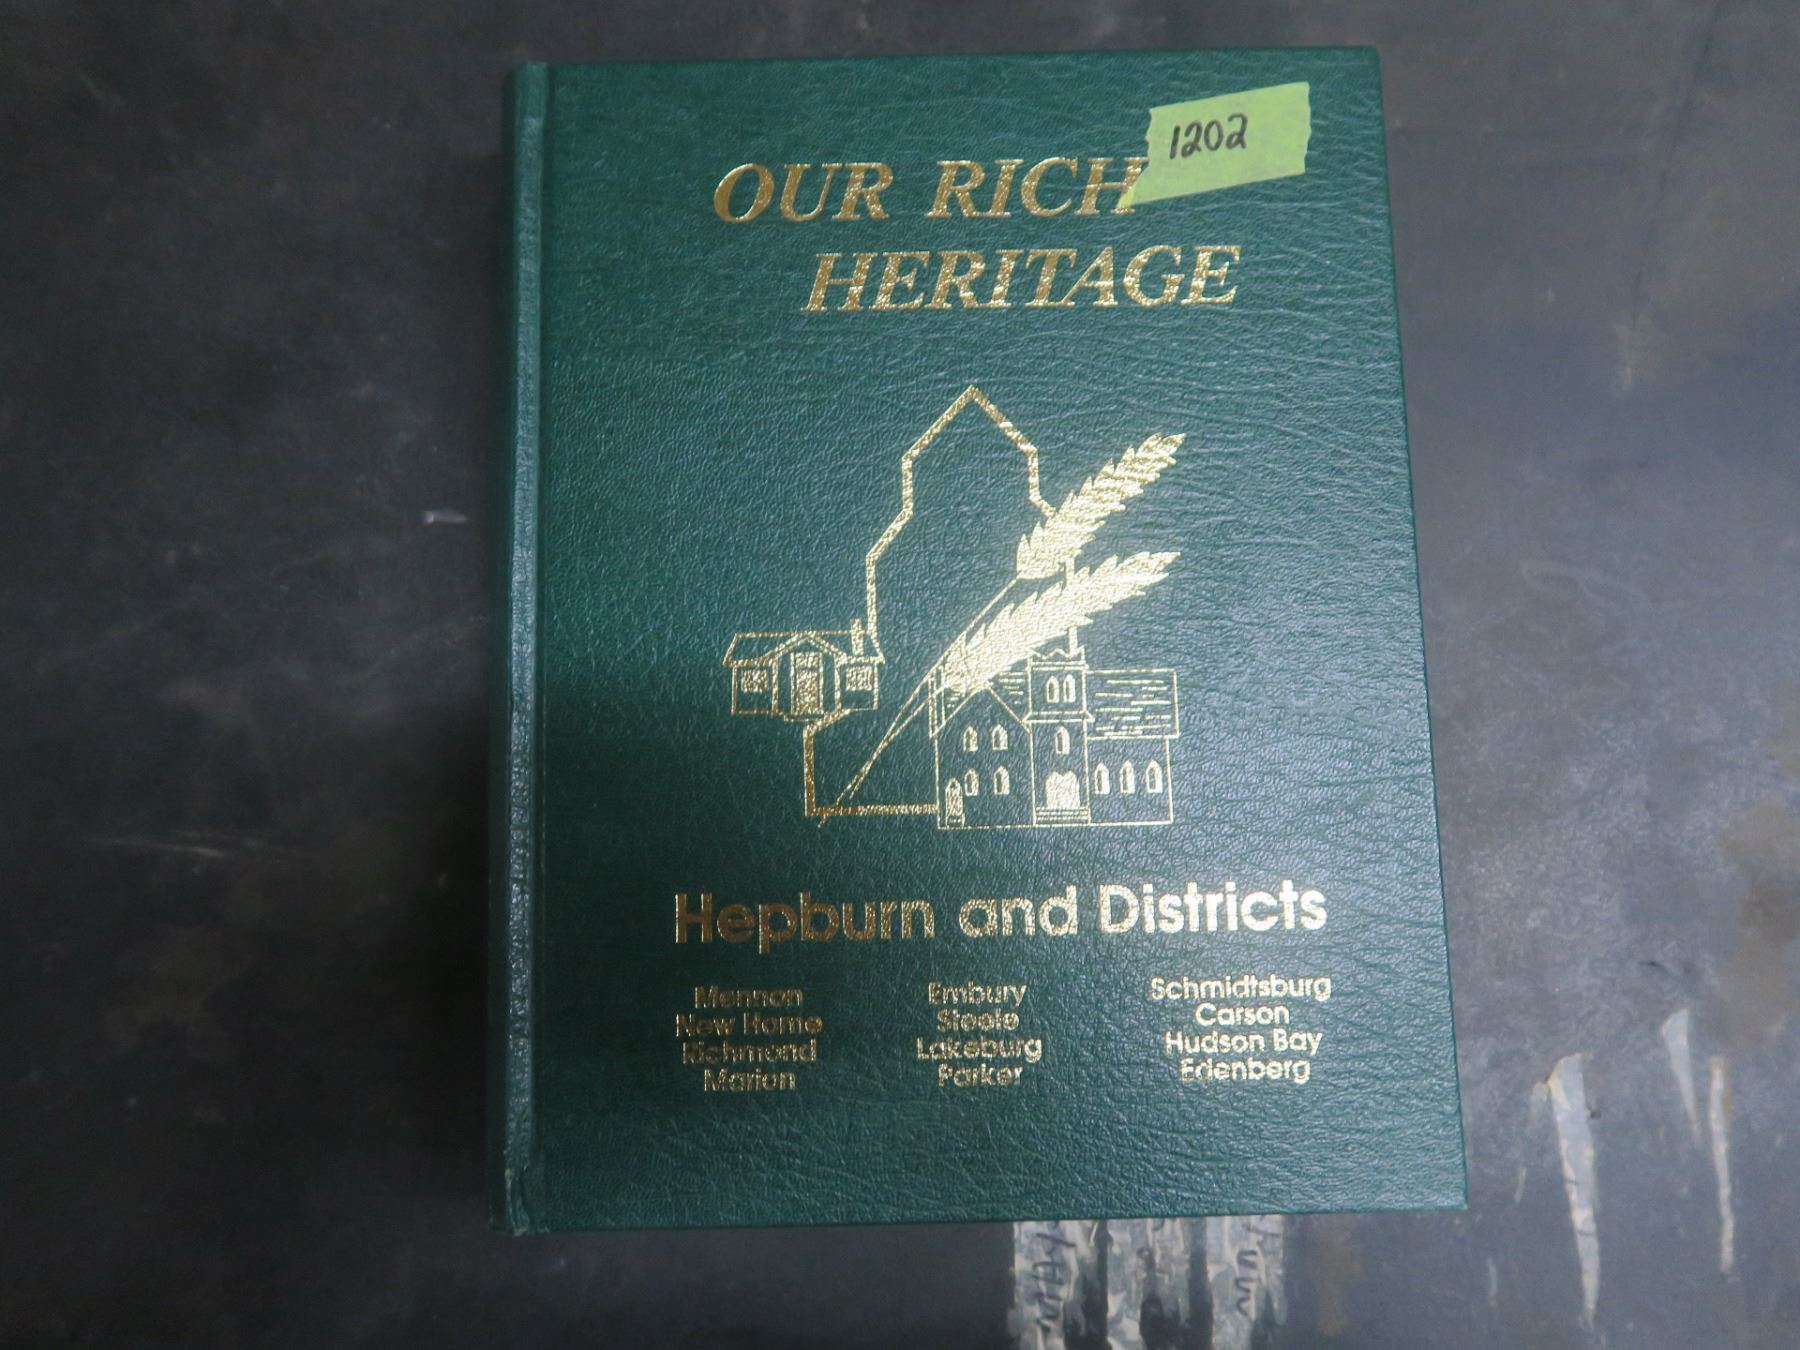 1202
OUR RICH
HERITAGE
Hepburn and Districts
Mennon
New Home
Richmond
Marian
Embury
Steele
Lakeburg
Parker
Schmidtsburg
Carson
Hudson Bay
Edenberg